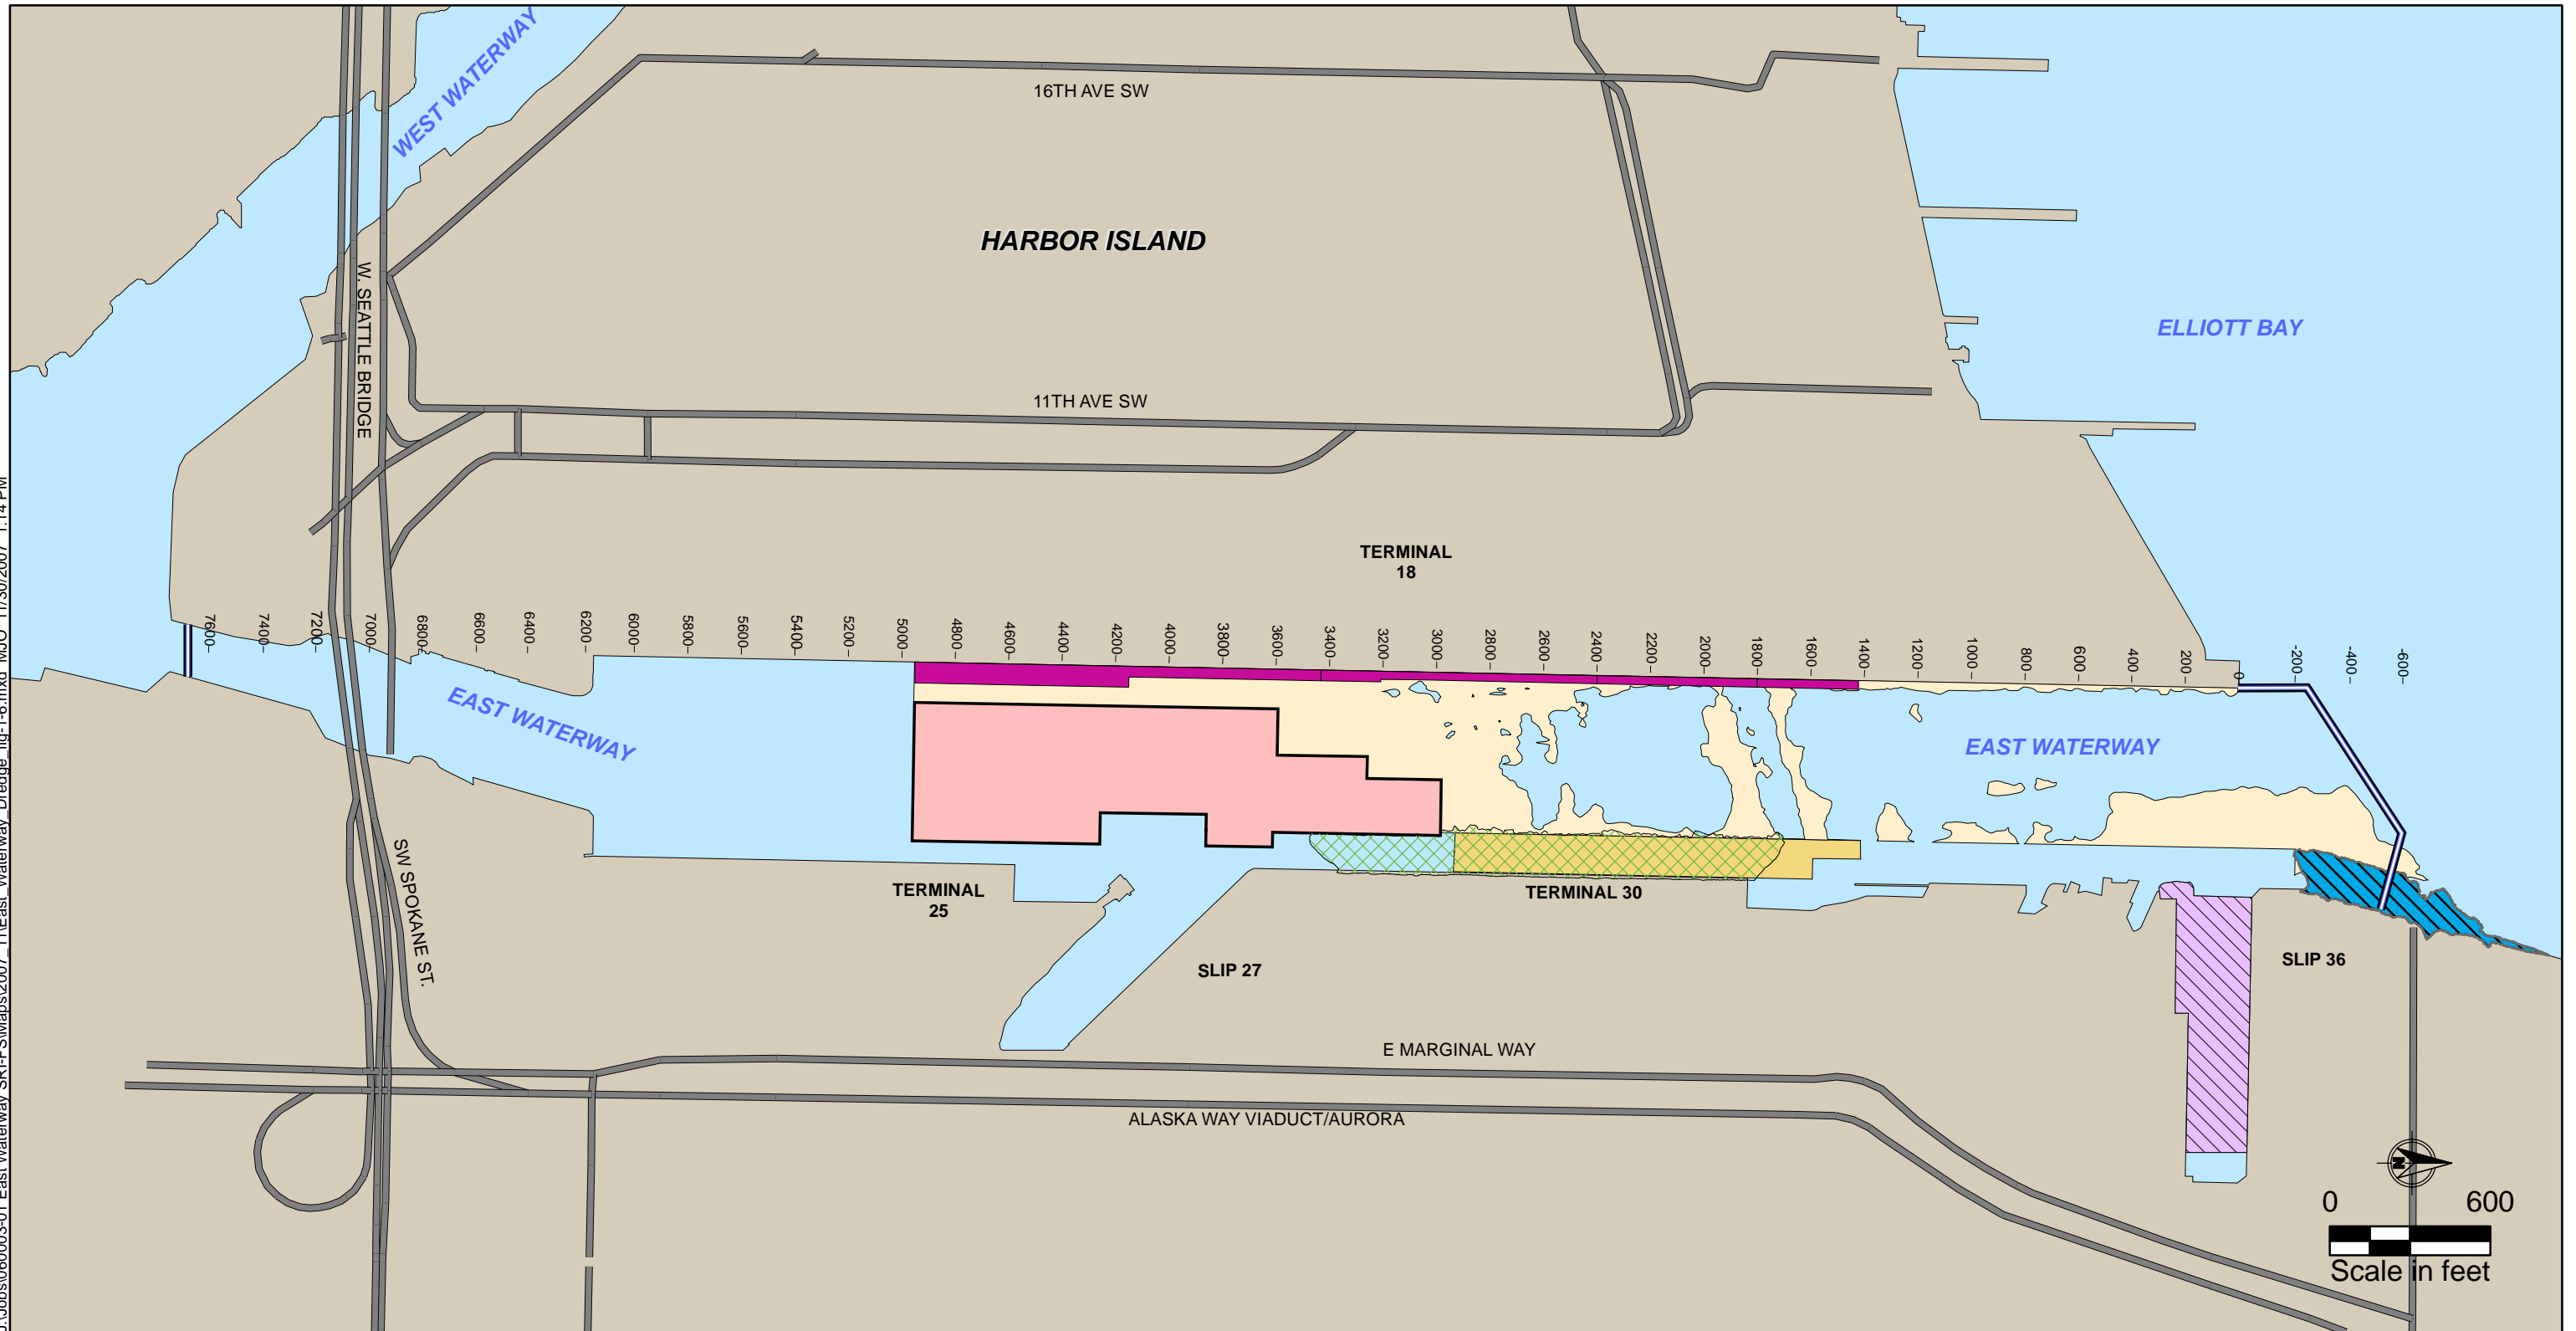 WEST WATERWAY
16TH AVE SW
HARBOR ISLAND
W. SEATTLE BRIDGE
ELLIOTT BAY
11TH AVE SW
TERMINAL
18
7600
7400
7200
7000
6800
6600
6400
6200
6000
5800
5600
5400
5200
5000
4800
4600
4400
4200
4000
3800
3600
3400
3200
3000
2800
2600
2400
2200
2000
1800
1600
1400
1200
1000
800
600
400
200
0
-200
-400
-600
EAST WATERWAY
EAST WATERWAY
SW SPOKANE ST.
TERMINAL
25
TERMINAL 30
SLIP 27
SLIP 36
E MARGINAL WAY
ALASKA WAY VIADUCT/AURORA
N
0 600
Scale in feet